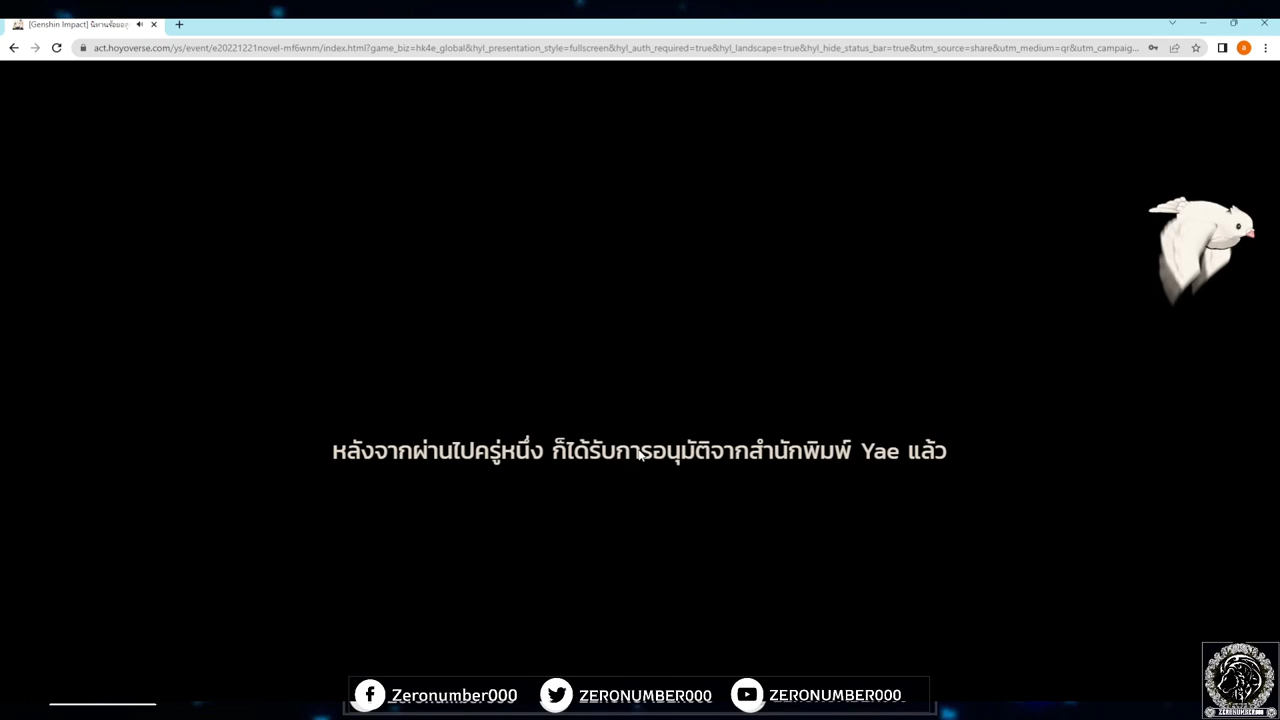 [Genshin Impact] นิทานร้อยอสู
act.hoyoverse.com/ys/event/e20221221novel-mf6wnm/index.html?game_biz=hk4e_global&hyl_presentation_style=fullscreen&hyl_auth_required=true&hyl_landscape=true&hyl_hide_status_bar=true&utm_source=share&utm_medium=qr&utm_campaig...
a
หลังจากผ่านไปครู่หนึ่ง ก็ได้รับการอนุมัติจากสำนักพิมพ์ Yae แล้ว
Zeronumber000 ZERONUMBER000 ZERONUMBER000
ZERONUMBER000